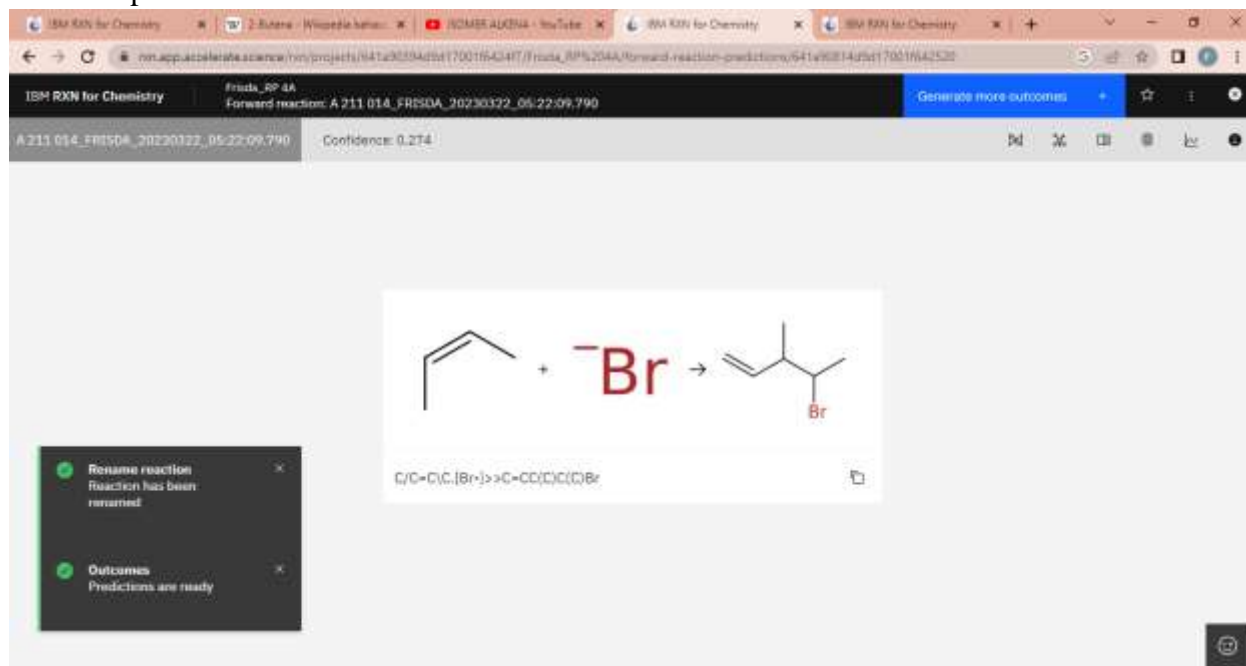 IBM RXN for Chemistry
2-Butena - Wikipedia bahas
ISOMER ALKENA - YouTube
IBM RXN for Chemistry
IBM RXN for Chemistry
IBM RXN for Chemistry
Frisda_RP 4A
Forward reaction: A 211 014_FRISDA_20230322_05:22:09.790
Generate more outcomes +
A 211 014_FRISDA_20230322_05:22:09.790
Confidence: 0.274
+ −Br →
Br
C/C=C\C.[Br-]>>C=CC(C)C(C)Br
Rename reaction
Reaction has been
renamed
Outcomes
Predictions are ready